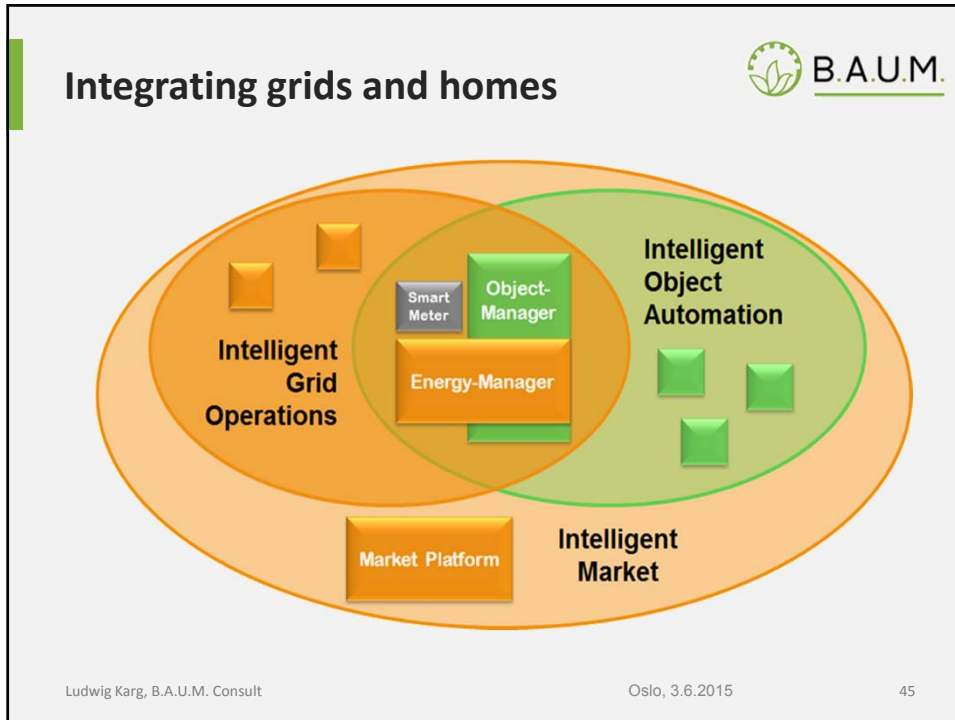 Integrating grids and homes
B.A.U.M.
Intelligent
Object
Automation
Smart
Meter
Object-
Manager
Intelligent
Grid
Operations
Energy-Manager
Market Platform
Intelligent
Market
Ludwig Karg, B.A.U.M. Consult
Oslo, 3.6.2015
45